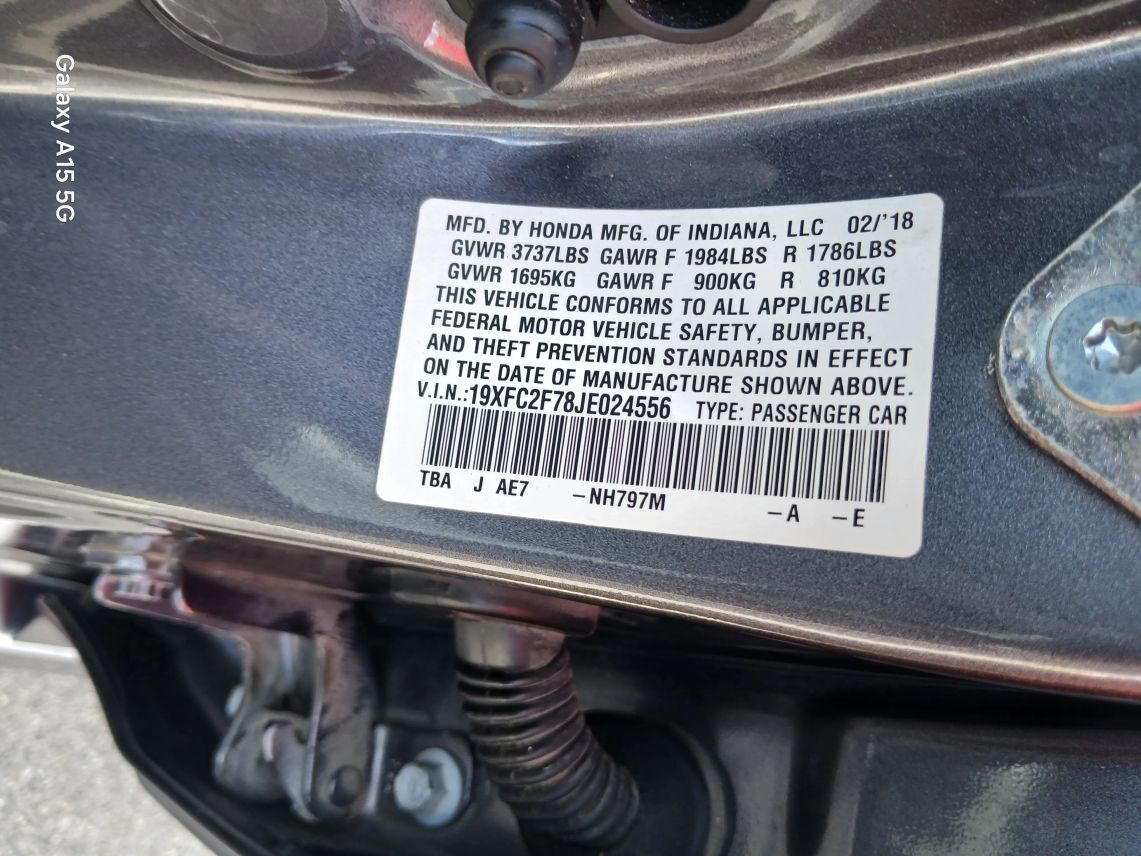 Galaxy A15 5G
MFD. BY HONDA MFG. OF INDIANA, LLC 02/'18
GVWR 3737LBS GAWR F 1984LBS R 1786LBS
GVWR 1695KG GAWR F 900KG R 810KG
THIS VEHICLE CONFORMS TO ALL APPLICABLE
FEDERAL MOTOR VEHICLE SAFETY, BUMPER,
AND THEFT PREVENTION STANDARDS IN EFFECT
ON THE DATE OF MANUFACTURE SHOWN ABOVE.
V.I.N.:19XFC2F78JE024556 TYPE: PASSENGER CAR
TBA J AE7 –NH797M –A –E